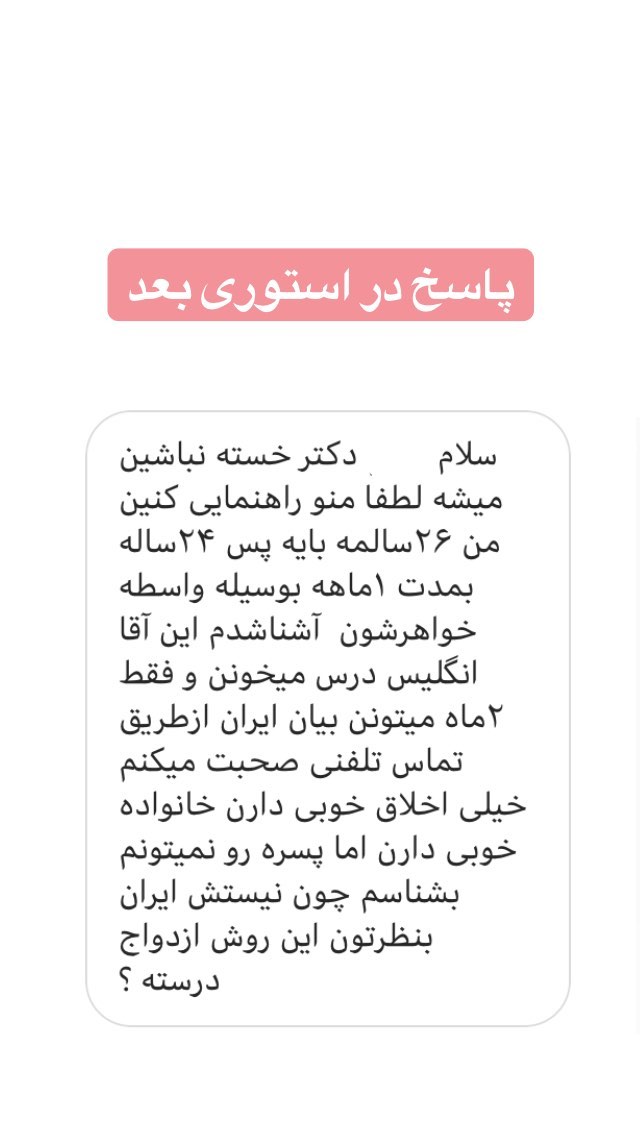 پاسخ در استوری بعد
سلام دکتر خسته نباشین
میشه لطفا منو راهنمایی کنین
من ۲۶سالمه بایه پس ۲۴ساله
بمدت ۱ماهه بوسیله واسطه
خواهرشون آشناشدم این آقا
انگلیس درس میخونن و فقط
۲ماه میتونن بیان ایران ازطریق
تماس تلفنی صحبت میکنم
خیلی اخلاق خوبی دارن خانواده
خوبی دارن اما پسره رو نمیتونم
بشناسم چون نیستش ایران
بنظرتون این روش ازدواج
درسته ؟